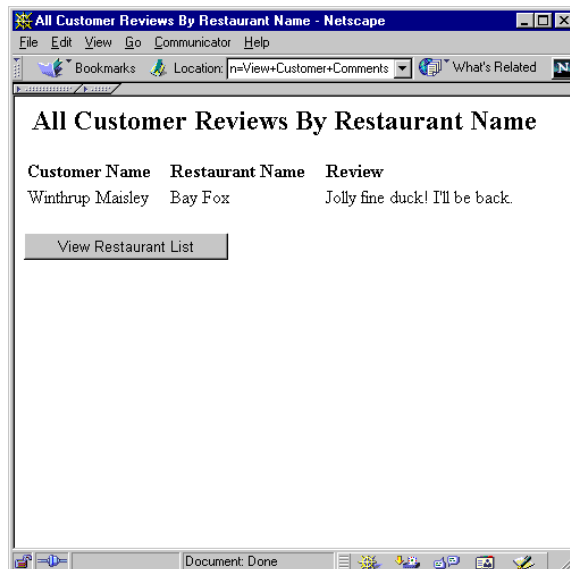 All Customer Reviews By Restaurant Name - Netscape
File Edit View Go Communicator Help
Bookmarks Location: n=View+Customer+Comments What's Related N
All Customer Reviews By Restaurant Name
Customer Name Restaurant Name Review
Winthrup Maisley Bay Fox Jolly fine duck! I'll be back.
View Restaurant List
Document: Done